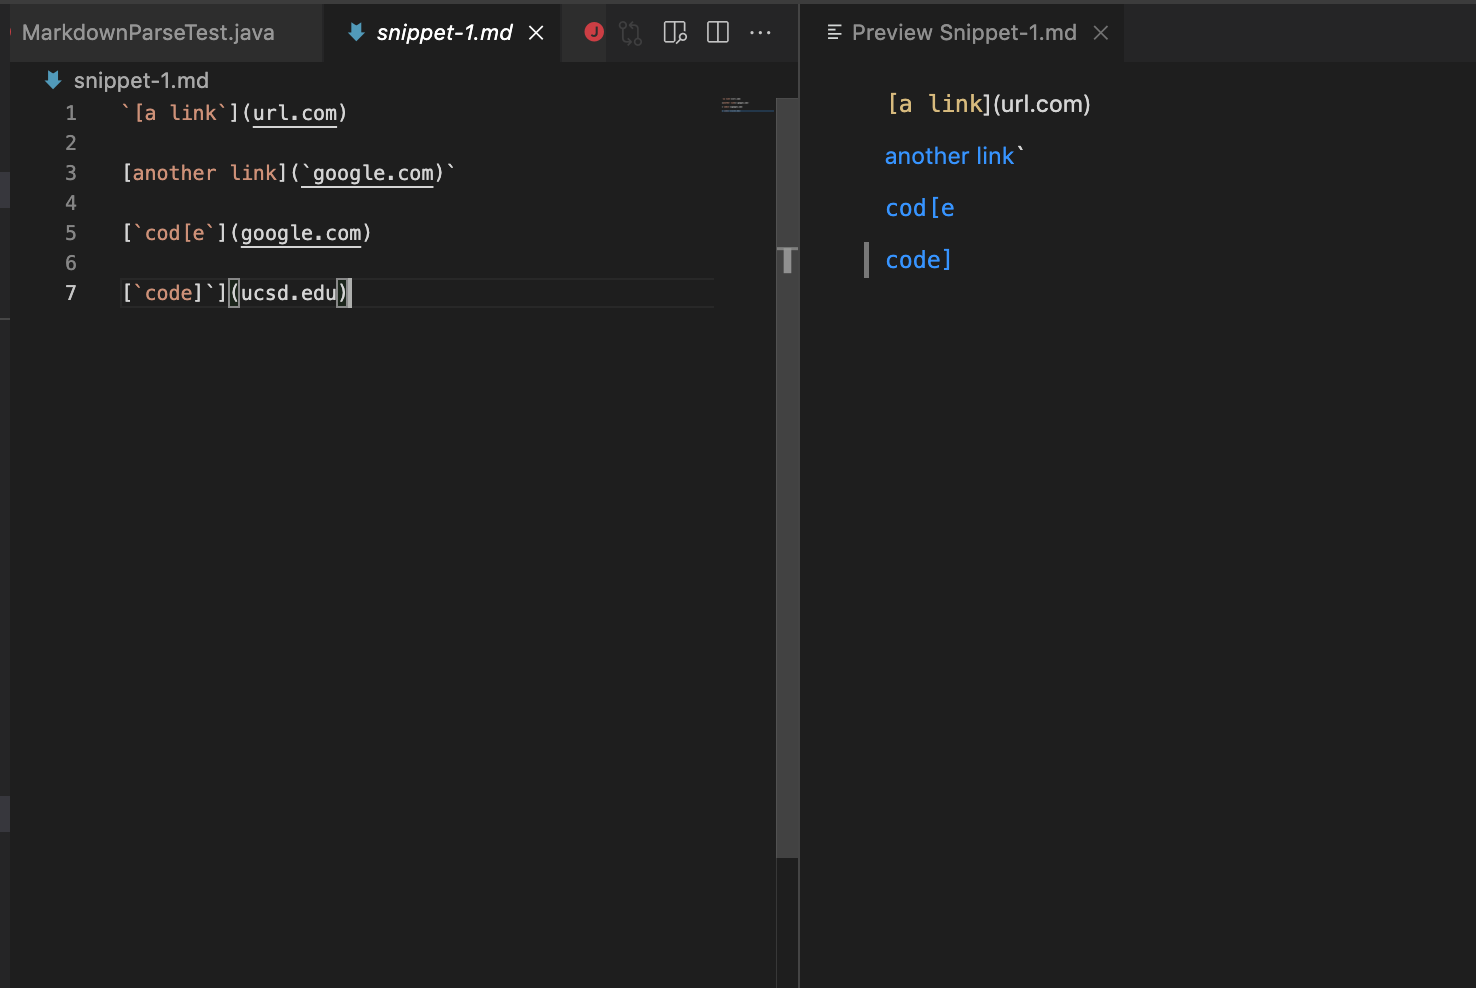 MarkdownParseTest.java
snippet-1.md
J
Preview Snippet-1.md
snippet-1.md
1 `[a link`](url.com)
2
3 [another link](`google.com)`
4
5 [`cod[e`](google.com)
6
7 [`code]`](ucsd.edu)
T
[a link](url.com)
another link`
cod[e
code]